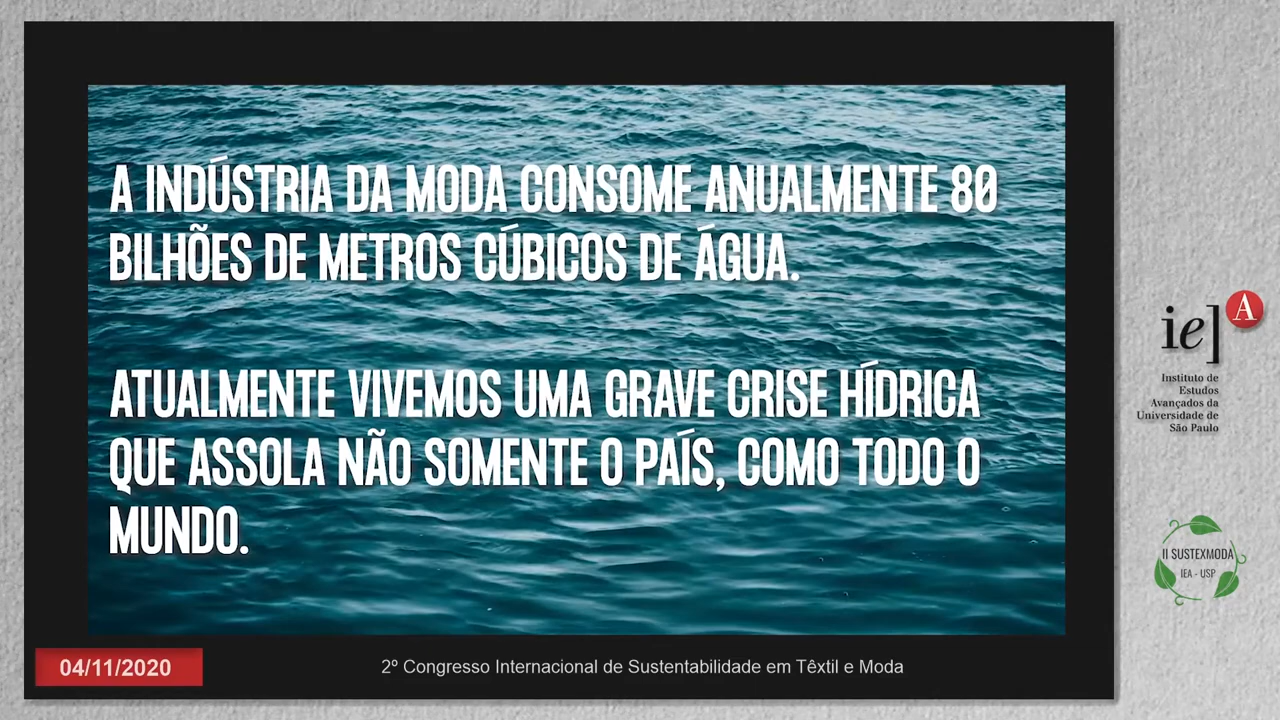 A INDÚSTRIA DA MODA CONSOME ANUALMENTE 80
BILHÕES DE METROS CÚBICOS DE ÁGUA.
ATUALMENTE VIVEMOS UMA GRAVE CRISE HÍDRICA
QUE ASSOLA NÃO SOMENTE O PAÍS, COMO TODO O
MUNDO.
04/11/2020
2º Congresso Internacional de Sustentabilidade em Têxtil e Moda
ie] A
Instituto de
Estudos
Avançados da
Universidade de
São Paulo
II SUSTEXMODA
IEA - USP